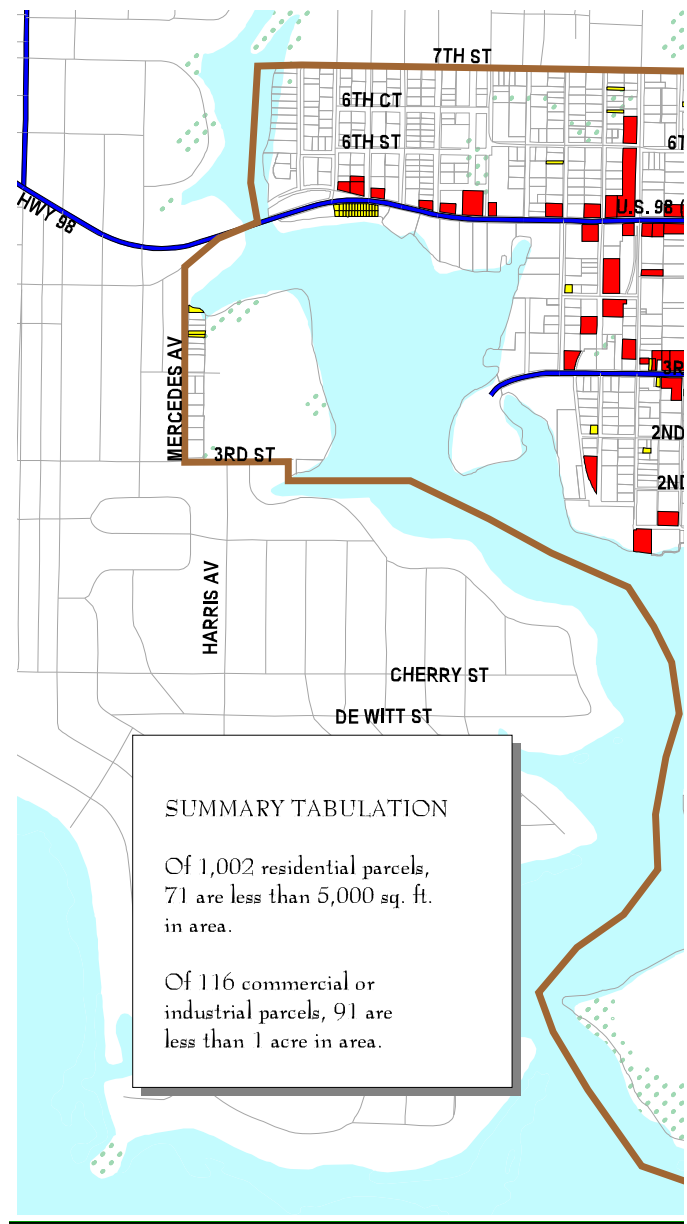 7TH ST
6TH CT
6TH ST
6T
HWY 98
U.S. 98 (
MERCEDES AV
3R
2ND
3RD ST
2ND
HARRIS AV
CHERRY ST
DE WITT ST
SUMMARY TABULATION
Of 1,002 residential parcels,
71 are less than 5,000 sq. ft.
in area.
Of 116 commercial or
industrial parcels, 91 are
less than 1 acre in area.